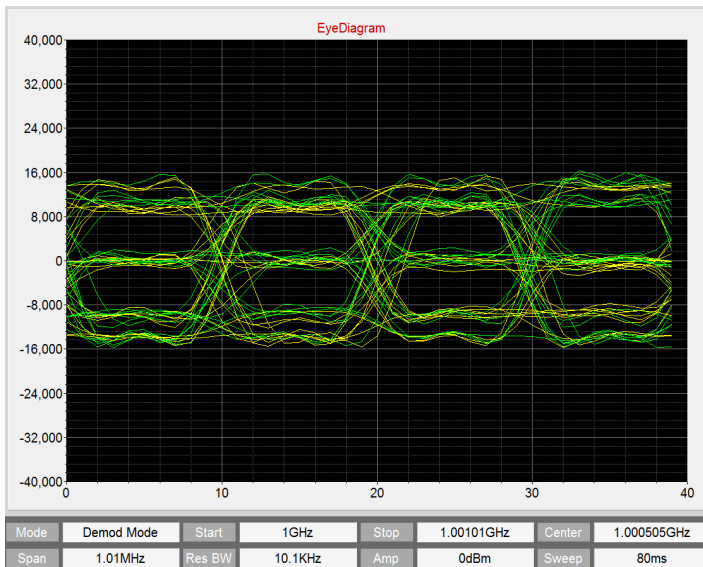 EyeDiagram
40,000
32,000
24,000
16,000
8,000
0
-8,000
-16,000
-24,000
-32,000
-40,000
0 10 20 30 40
Mode Demod Mode Start 1GHz Stop 1.00101GHz Center 1.000505GHz
Span 1.01MHz Res BW 10.1KHz Amp 0dBm Sweep 80ms